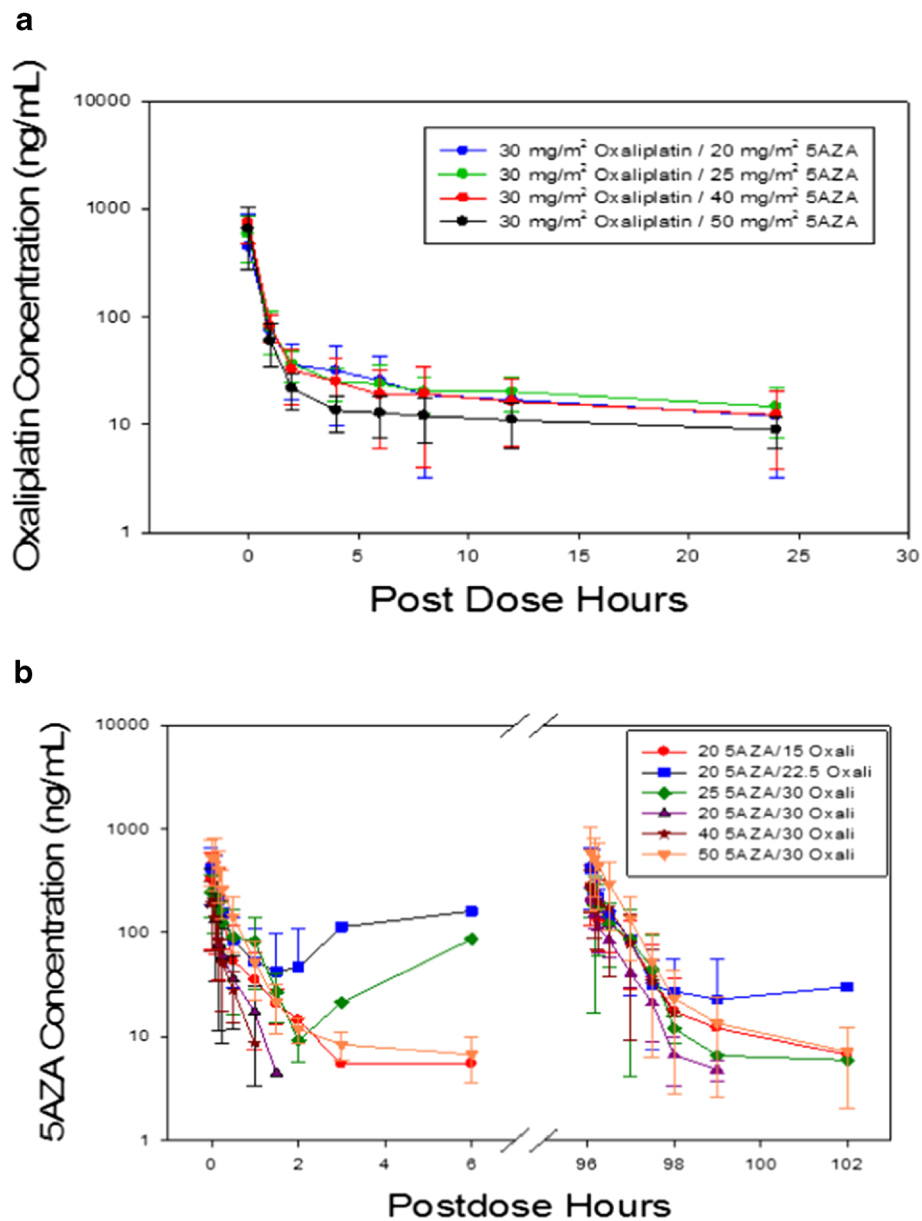 a
Oxaliplatin Concentration (ng/mL)
10000
1000
100
10
1
30 mg/m² Oxaliplatin / 20 mg/m² 5AZA
30 mg/m² Oxaliplatin / 25 mg/m² 5AZA
30 mg/m² Oxaliplatin / 40 mg/m² 5AZA
30 mg/m² Oxaliplatin / 50 mg/m² 5AZA
0 5 10 15 20 25 30
Post Dose Hours
b
5AZA Concentration (ng/mL)
10000
1000
100
10
1
20 5AZA/15 Oxali
20 5AZA/22.5 Oxali
25 5AZA/30 Oxali
20 5AZA/30 Oxali
40 5AZA/30 Oxali
50 5AZA/30 Oxali
0 2 4 6 96 98 100 102
Postdose Hours